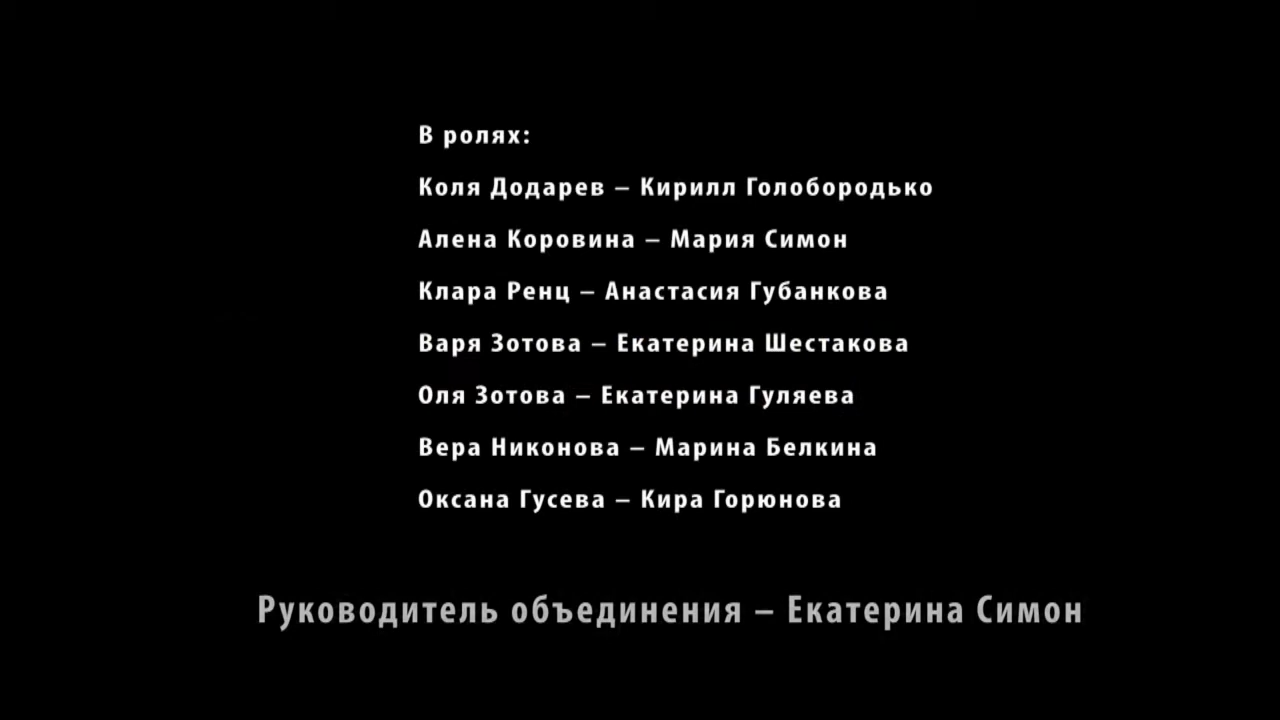 В ролях:
Коля Додарев – Кирилл Голобородько
Алена Коровина – Мария Симон
Клара Ренц – Анастасия Губанкова
Варя Зотова – Екатерина Шестакова
Оля Зотова – Екатерина Гуляева
Вера Никонова – Марина Белкина
Оксана Гусева – Кира Горюнова
Руководитель объединения – Екатерина Симон